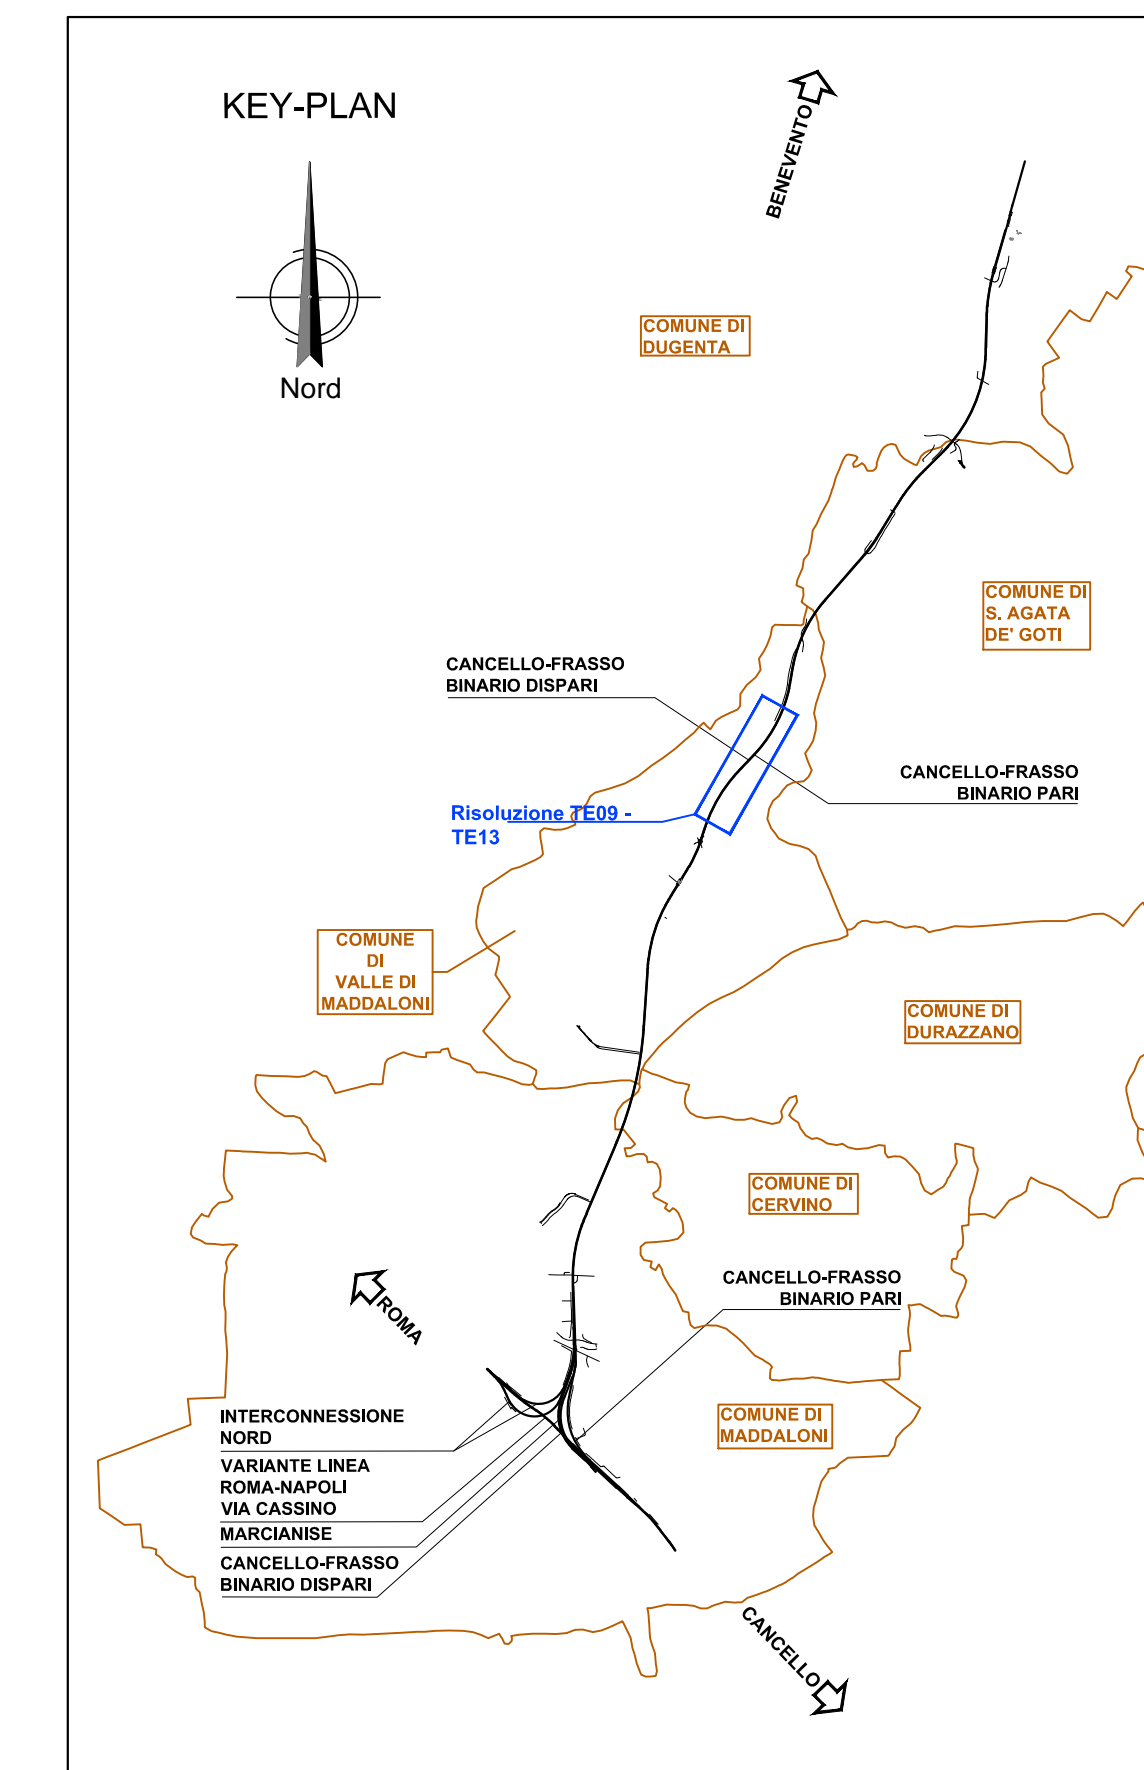 KEY-PLAN
Nord
BENEVENTO
COMUNE DI
DUGENTA
COMUNE DI
S. AGATA
DE' GOTI
CANCELLO-FRASSO
BINARIO DISPARI
CANCELLO-FRASSO
BINARIO PARI
Risoluzione TE09 -
TE13
COMUNE
DI
VALLE DI
MADDALONI
COMUNE DI
DURAZZANO
COMUNE DI
CERVINO
CANCELLO-FRASSO
BINARIO PARI
ROMA
INTERCONNESSIONE
NORD
VARIANTE LINEA
ROMA-NAPOLI
VIA CASSINO
MARCIANISE
CANCELLO-FRASSO
BINARIO DISPARI
COMUNE DI
MADDALONI
CANCELLO